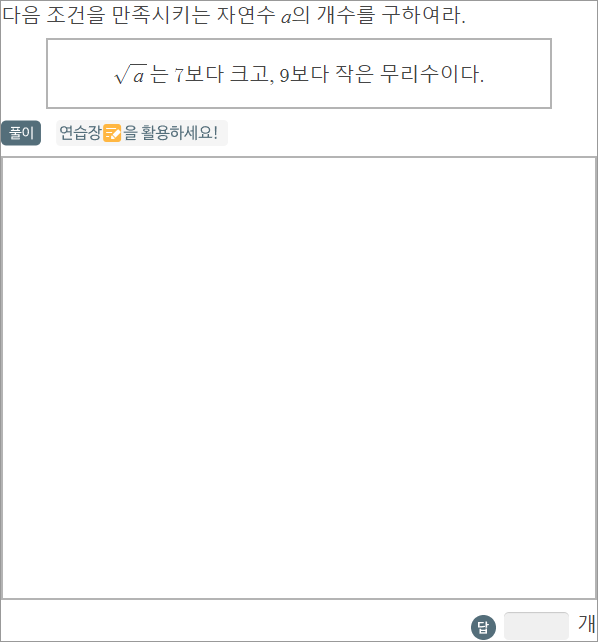 다음 조건을 만족시키는 자연수 a의 개수를 구하여라.
√a 는 7보다 크고, 9보다 작은 무리수이다.
풀이 연습장을 활용하세요!
답 개